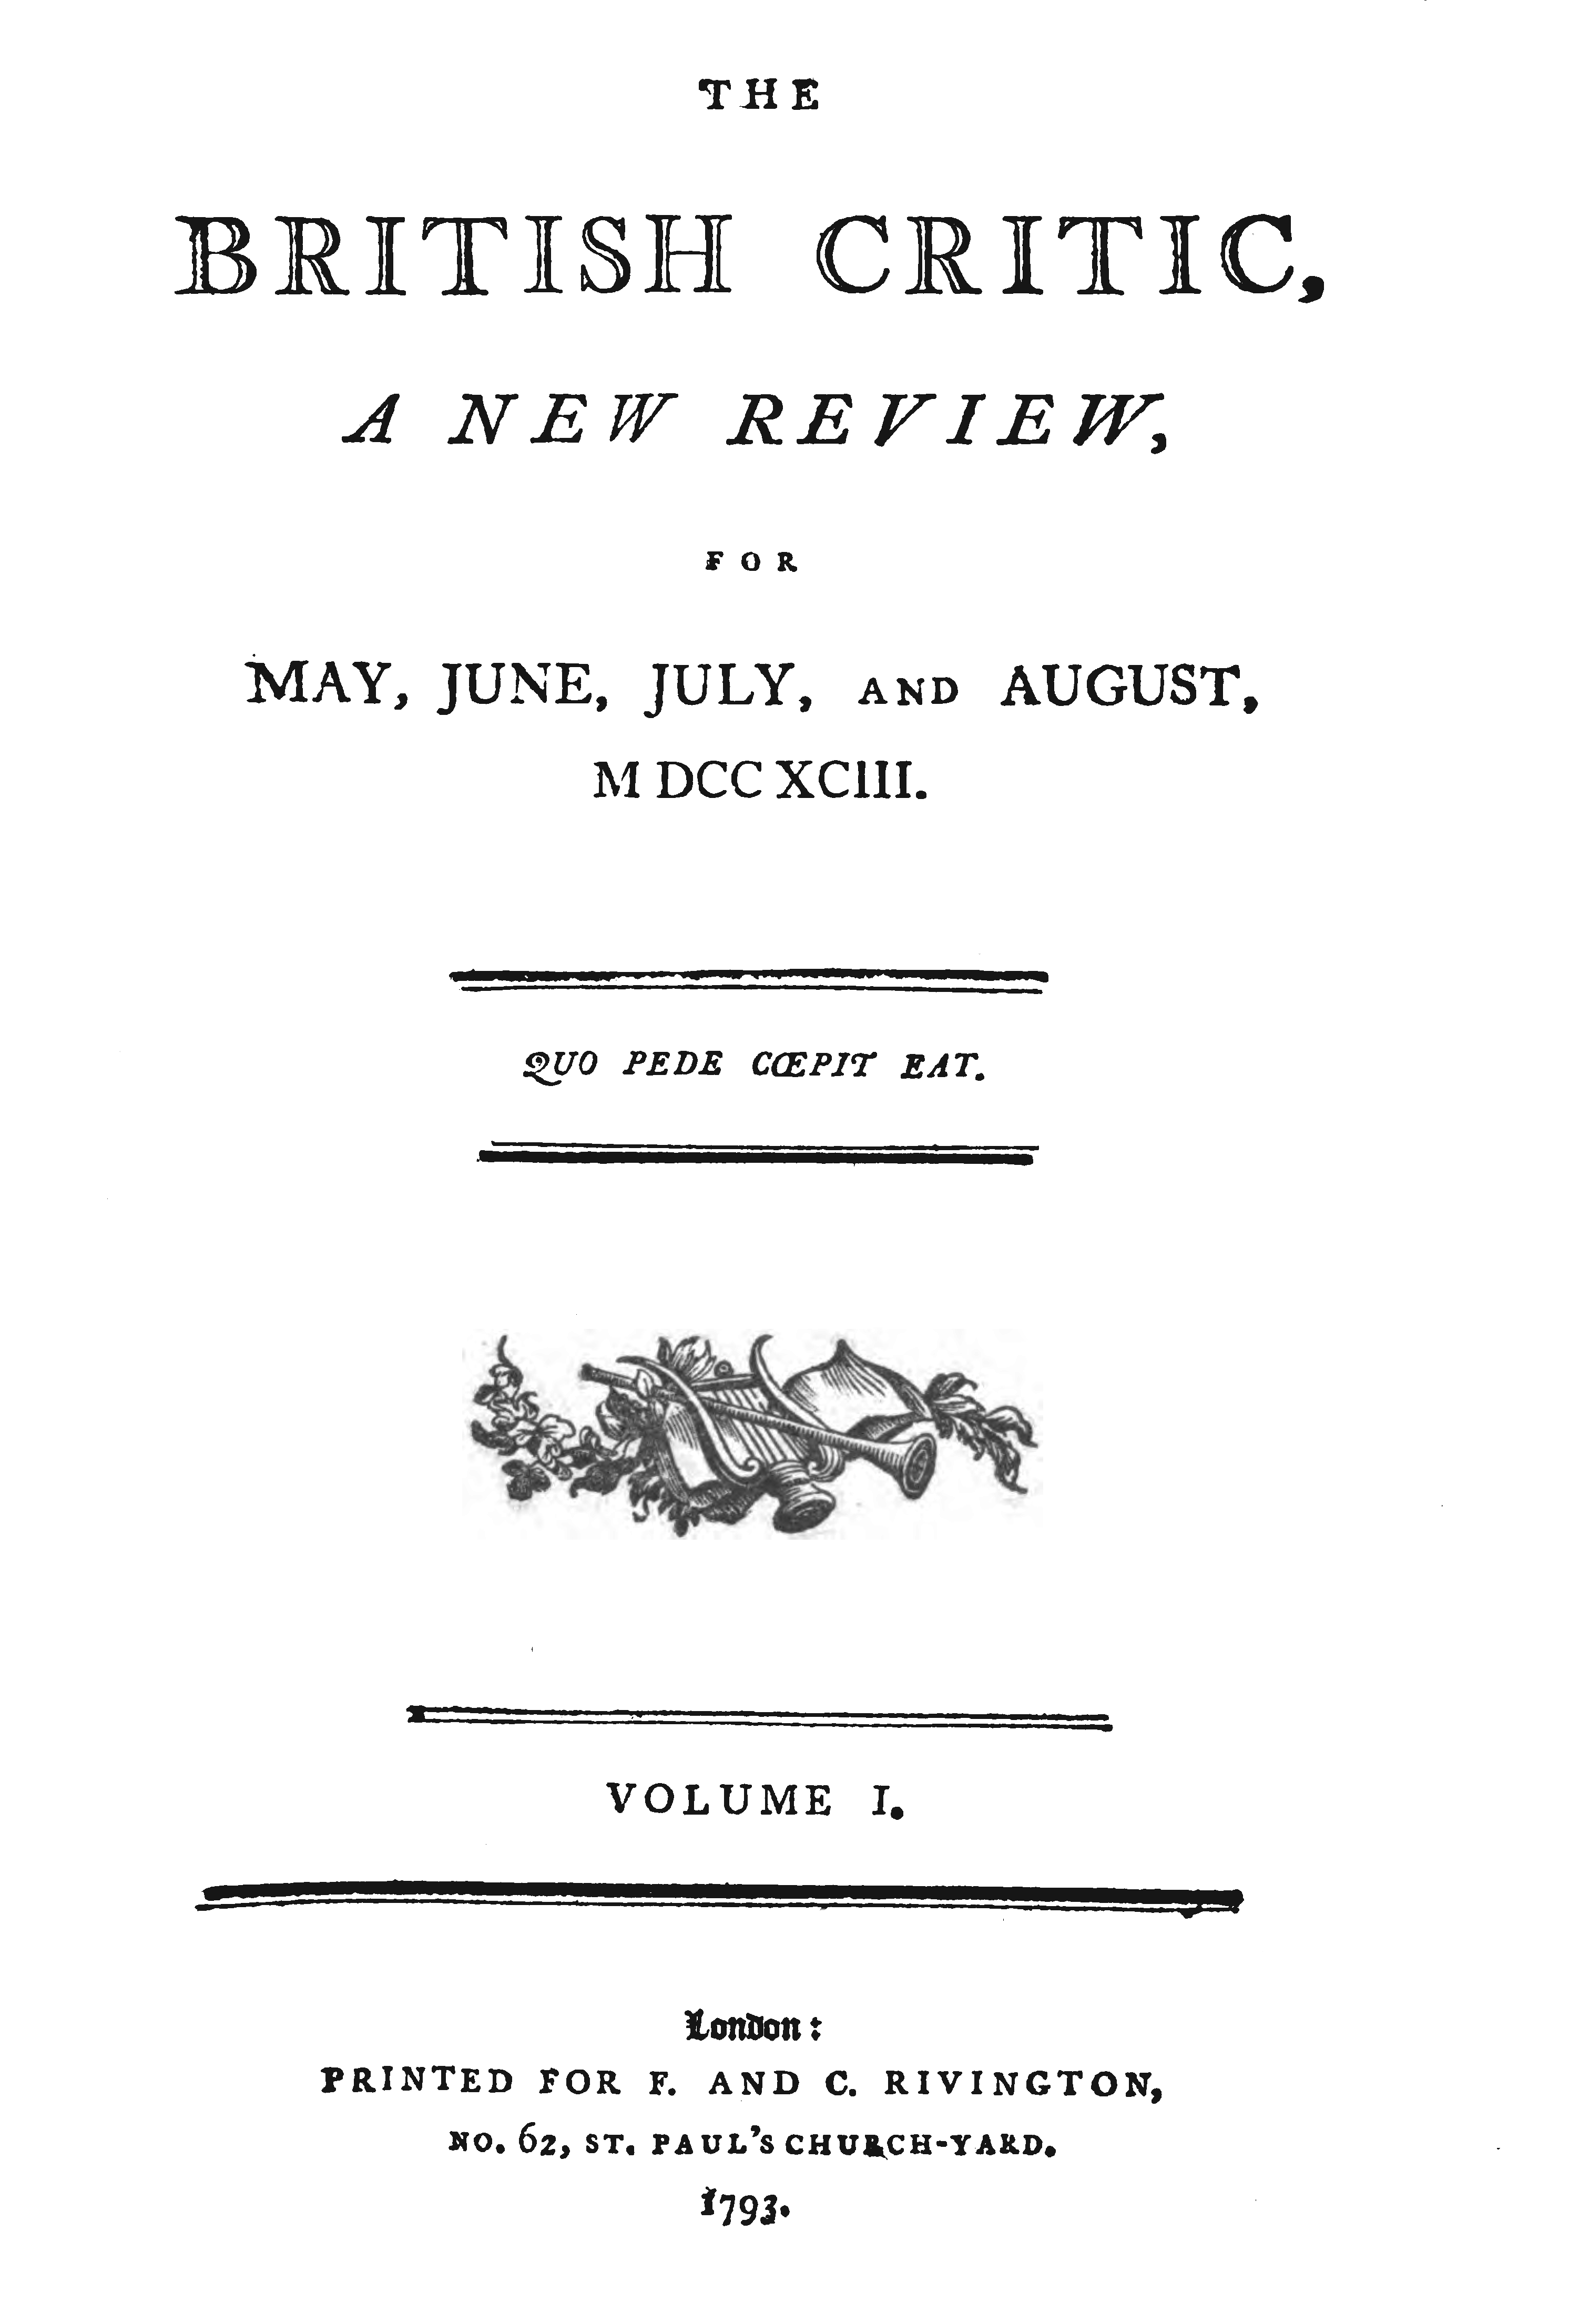 THE
BRITISH CRITIC,
A NEW REVIEW,
FOR
MAY, JUNE, JULY, AND AUGUST,
M DCC XCIII.
QUO PEDE CŒPIT EAT.
VOLUME I.
London:
PRINTED FOR F. AND C. RIVINGTON,
NO. 62, ST. PAUL'S CHURCH-YARD.
1793.